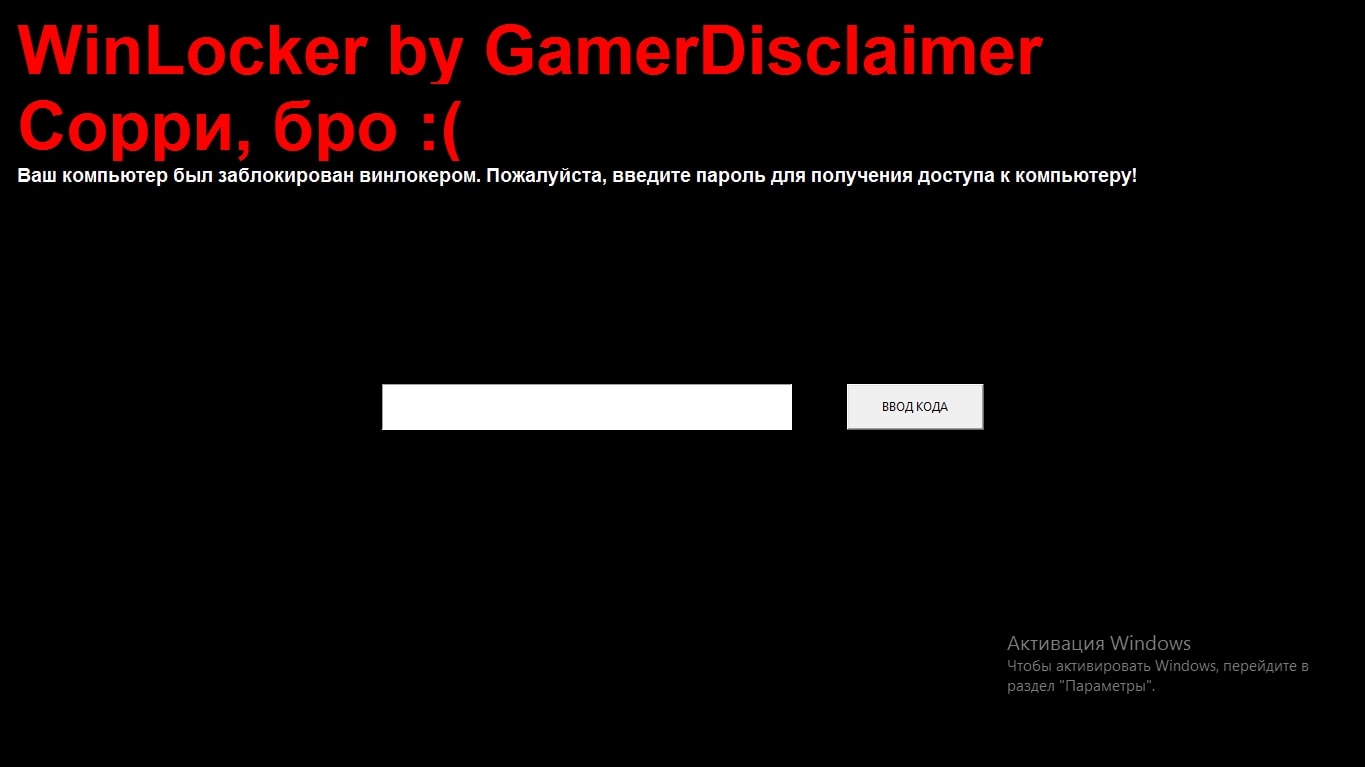 WinLocker by GamerDisclaimer
Сорри, бро :(
Ваш компьютер был заблокирован винлокером. Пожалуйста, введите пароль для получения доступа к компьютеру!
ВВОД КОДА
Активация Windows
Чтобы активировать Windows, перейдите в
раздел "Параметры".